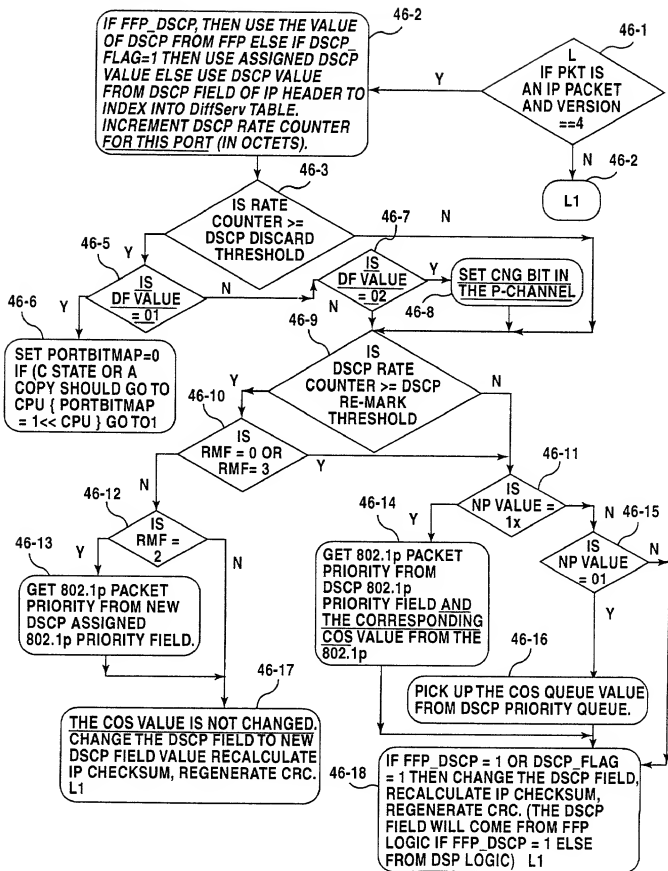 46-2
IF FFP_DSCP, THEN USE THE VALUE
OF DSCP FROM FFP ELSE IF DSCP_
FLAG=1 THEN USE ASSIGNED DSCP
VALUE ELSE USE DSCP VALUE
FROM DSCP FIELD OF IP HEADER TO
INDEX INTO DiffServ TABLE.
INCREMENT DSCP RATE COUNTER
FOR THIS PORT (IN OCTETS).
46-1
L
IF PKT IS
AN IP PACKET
AND VERSION
==4
Y
N
46-2
L1
46-3
IS RATE
COUNTER >=
DSCP DISCARD
THRESHOLD
Y
N
46-5
IS
DF VALUE
= 01
Y
N
46-7
IS
DF VALUE
= 02
Y
N
SET CNG BIT IN
THE P-CHANNEL
46-8
46-6
SET PORTBITMAP=0
IF (C STATE OR A
COPY SHOULD GO TO
CPU { PORTBITMAP
= 1<< CPU } GO TO1
46-9
IS
DSCP RATE
COUNTER >= DSCP
RE-MARK
THRESHOLD
Y
N
46-10
IS
RMF = 0 OR
RMF= 3
Y
N
46-11
IS
NP VALUE =
1x
Y
N
46-12
IS
RMF =
2
Y
N
46-13
GET 802.1p PACKET
PRIORITY FROM NEW
DSCP ASSIGNED
802.1p PRIORITY FIELD.
46-14
GET 802.1p PACKET
PRIORITY FROM
DSCP 802.1p
PRIORITY FIELD AND
THE CORRESPONDING
COS VALUE FROM THE
802.1p
46-15
IS
NP VALUE
= 01
N
Y
46-16
PICK UP THE COS QUEUE VALUE
FROM DSCP PRIORITY QUEUE.
46-17
THE COS VALUE IS NOT CHANGED.
CHANGE THE DSCP FIELD TO NEW
DSCP FIELD VALUE RECALCULATE
IP CHECKSUM, REGENERATE CRC.
L1
46-18
IF FFP_DSCP = 1 OR DSCP_FLAG
= 1 THEN CHANGE THE DSCP FIELD,
RECALCULATE IP CHECKSUM,
REGENERATE CRC. (THE DSCP
FIELD WILL COME FROM FFP
LOGIC IF FFP_DSCP = 1 ELSE
FROM DSP LOGIC) L1